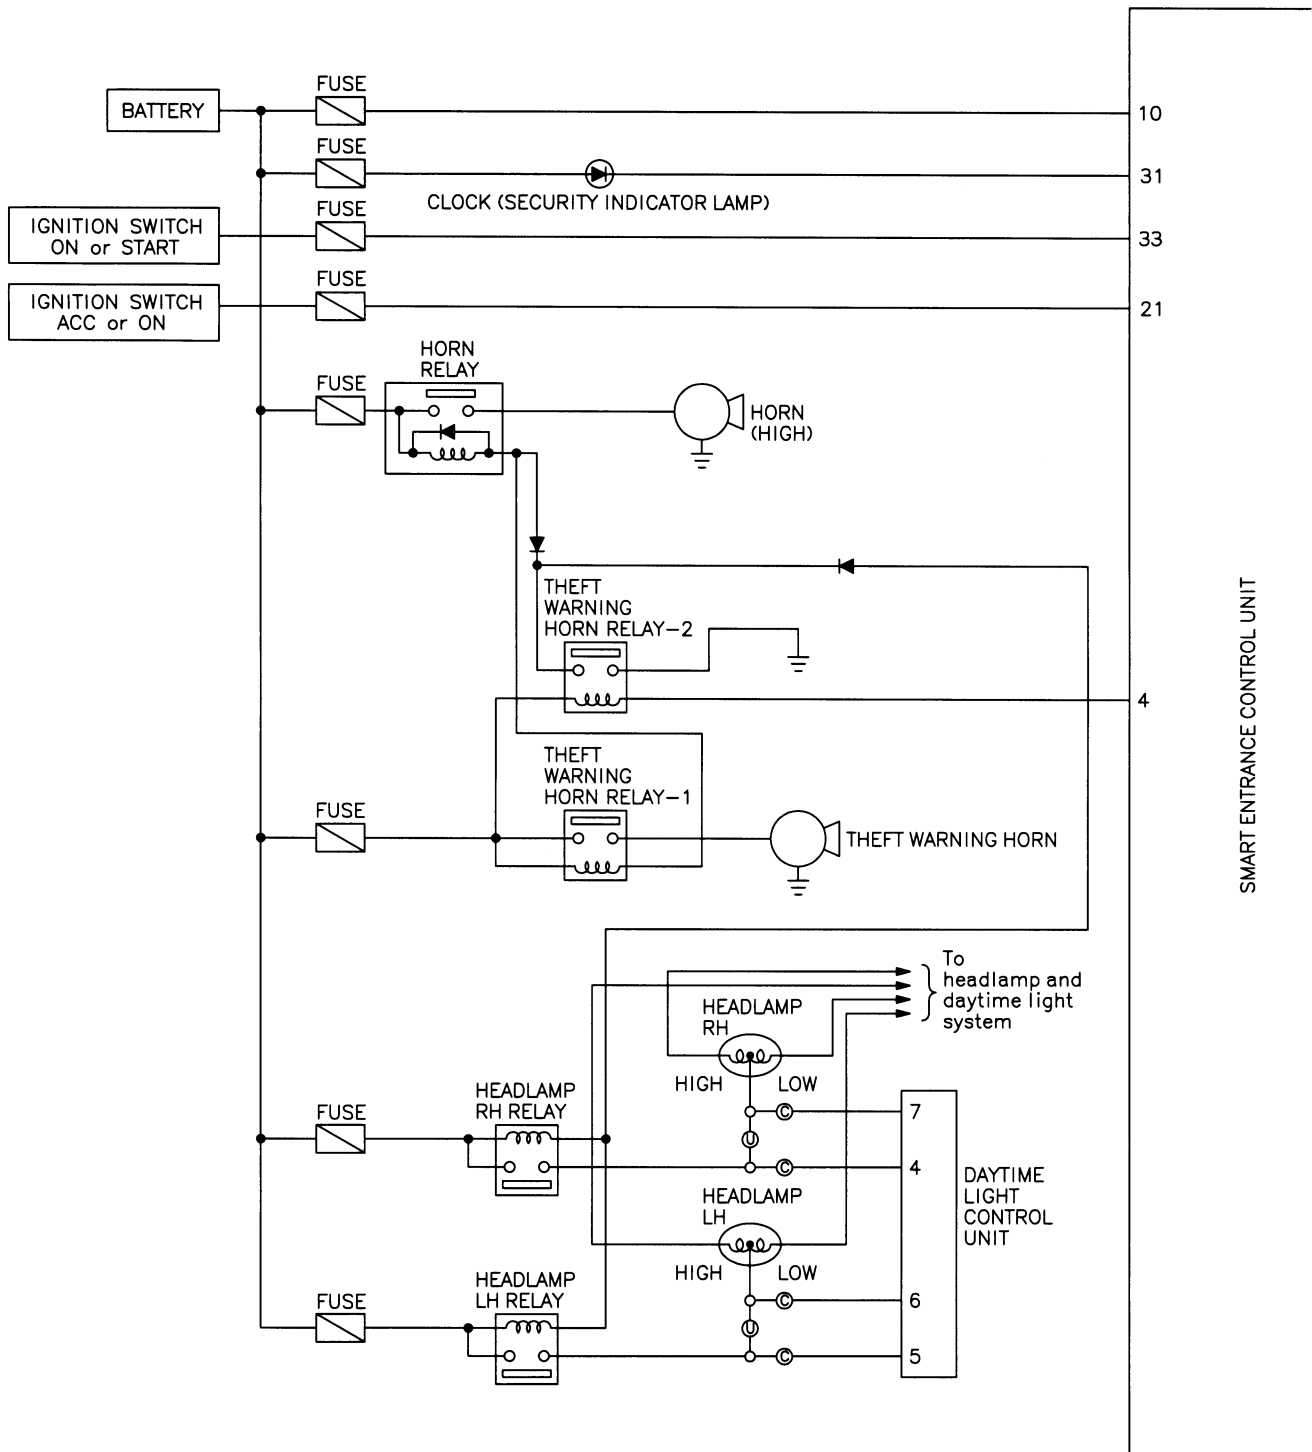 FUSE
BATTERY
10
FUSE
31
CLOCK (SECURITY INDICATOR LAMP)
FUSE
IGNITION SWITCH
ON or START
33
FUSE
IGNITION SWITCH
ACC or ON
21
HORN
RELAY
FUSE
HORN
(HIGH)
THEFT
WARNING
HORN RELAY-2
4
SMART ENTRANCE CONTROL UNIT
THEFT
WARNING
HORN RELAY-1
FUSE
THEFT WARNING HORN
To
headlamp and
daytime light
system
HEADLAMP
RH
HIGH
LOW
HEADLAMP
RH RELAY
FUSE
C
7
U
C
4
DAYTIME
LIGHT
CONTROL
UNIT
HEADLAMP
LH
HIGH
LOW
HEADLAMP
LH RELAY
FUSE
C
6
U
C
5